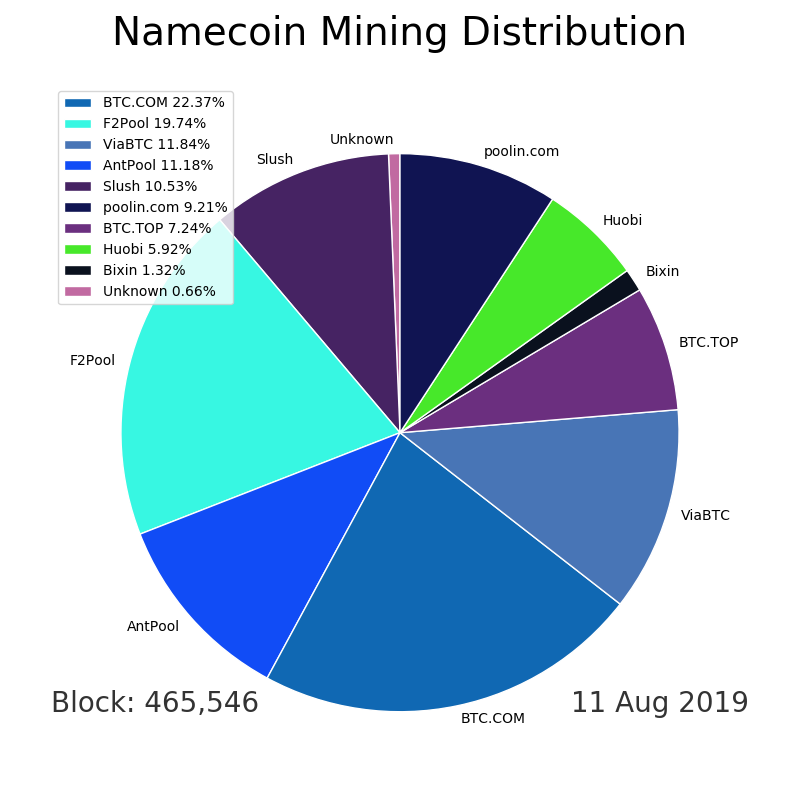 Namecoin Mining Distribution
BTC.COM 22.37%
F2Pool 19.74%
ViaBTC 11.84%
AntPool 11.18%
Slush 10.53%
poolin.com 9.21%
BTC.TOP 7.24%
Huobi 5.92%
Bixin 1.32%
Unknown 0.66%
Unknown
poolin.com
Slush
Huobi
Bixin
BTC.TOP
F2Pool
ViaBTC
AntPool
BTC.COM
Block: 465,546
11 Aug 2019